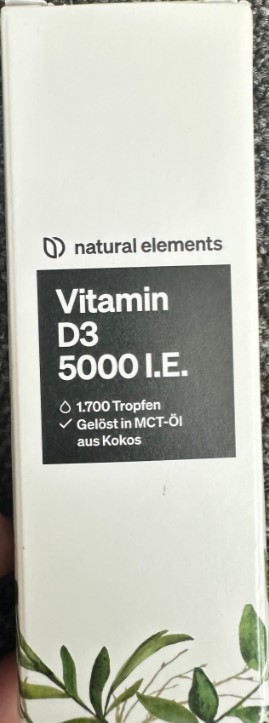 natural elements
Vitamin
D3
5000 I.E.
1.700 Tropfen
Gelöst in MCT-Öl
aus Kokos